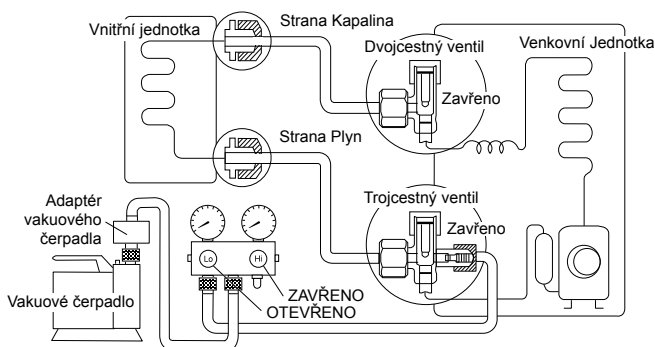 Vnitřní jednotka
Strana Kapalina
Dvojcestný ventil
Venkovní Jednotka
Zavřeno
Strana Plyn
Adaptér
vakuového
čerpadla
Trojcestný ventil
Zavřeno
Lo
Hi
Vakuové čerpadlo
ZAVŘENO
OTEVŘENO